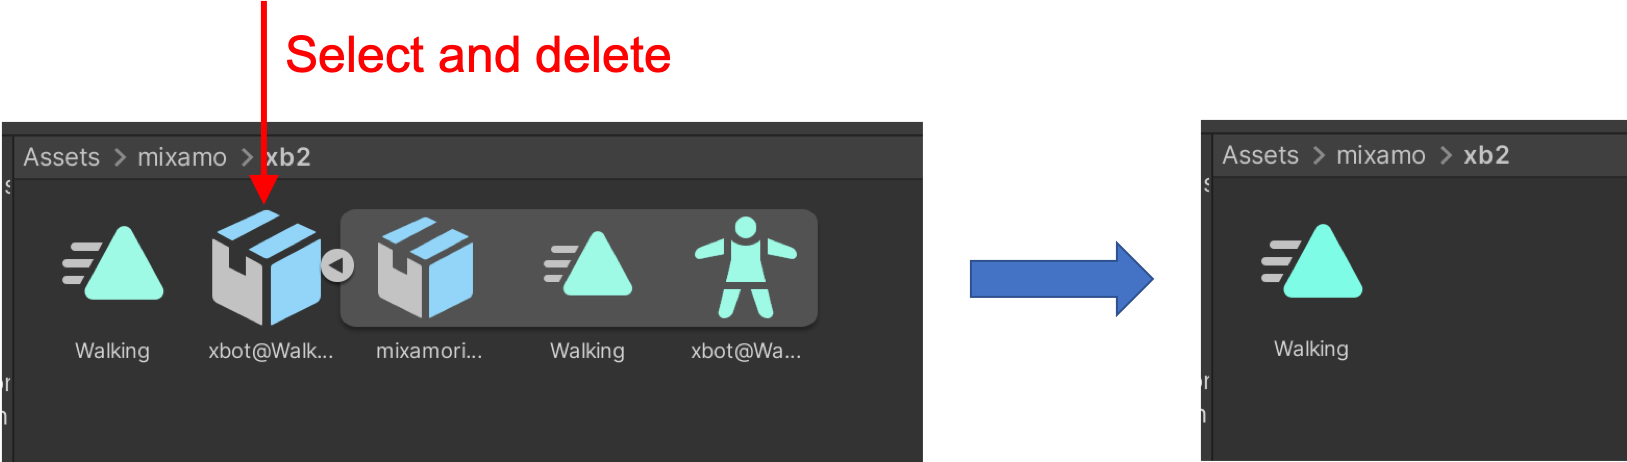 Select and delete
Assets > mixamo > xb2
Walking
xbot@Walk...
mixamori...
Walking
xbot@Wa...
Assets > mixamo > xb2
Walking